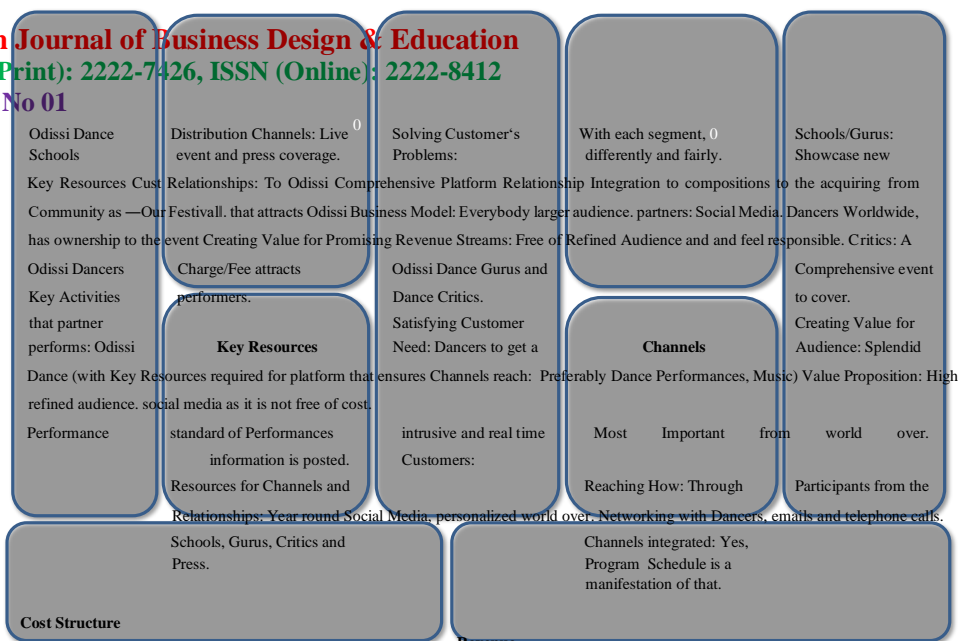 n Journal of Business Design & Education
Print): 2222-7426, ISSN (Online): 2222-8412
No 01
Odissi Dance Distribution Channels: Live 0 Solving Customer‘s With each segment, 0 Schools/Gurus:
Schools event and press coverage. Problems: differently and fairly. Showcase new
Key Resources Cust Relationships: To Odissi Comprehensive Platform Relationship Integration to compositions to the acquiring from
Community as ―Our Festival‖. that attracts Odissi Business Model: Everybody larger audience. partners: Social Media. Dancers Worldwide,
has ownership to the event Creating Value for Promising Revenue Streams: Free of Refined Audience and and feel responsible. Critics: A
Odissi Dancers Charge/Fee attracts Odissi Dance Gurus and Comprehensive event
Key Activities performers. Dance Critics. to cover.
that partner Satisfying Customer Creating Value for
performs: Odissi Key Resources Need: Dancers to get a Channels Audience: Splendid
Dance (with Key Resources required for platform that ensures Channels reach: Preferably Dance Performances, Music) Value Proposition: High
refined audience. social media as it is not free of cost.
Performance standard of Performances intrusive and real time Most Important from world over.
information is posted. Customers:
Resources for Channels and Reaching How: Through Participants from the
Relationships: Year round Social Media, personalized world over. Networking with Dancers, emails and telephone calls.
Schools, Gurus, Critics and Channels integrated: Yes,
Press. Program Schedule is a
manifestation of that.
Cost Structure